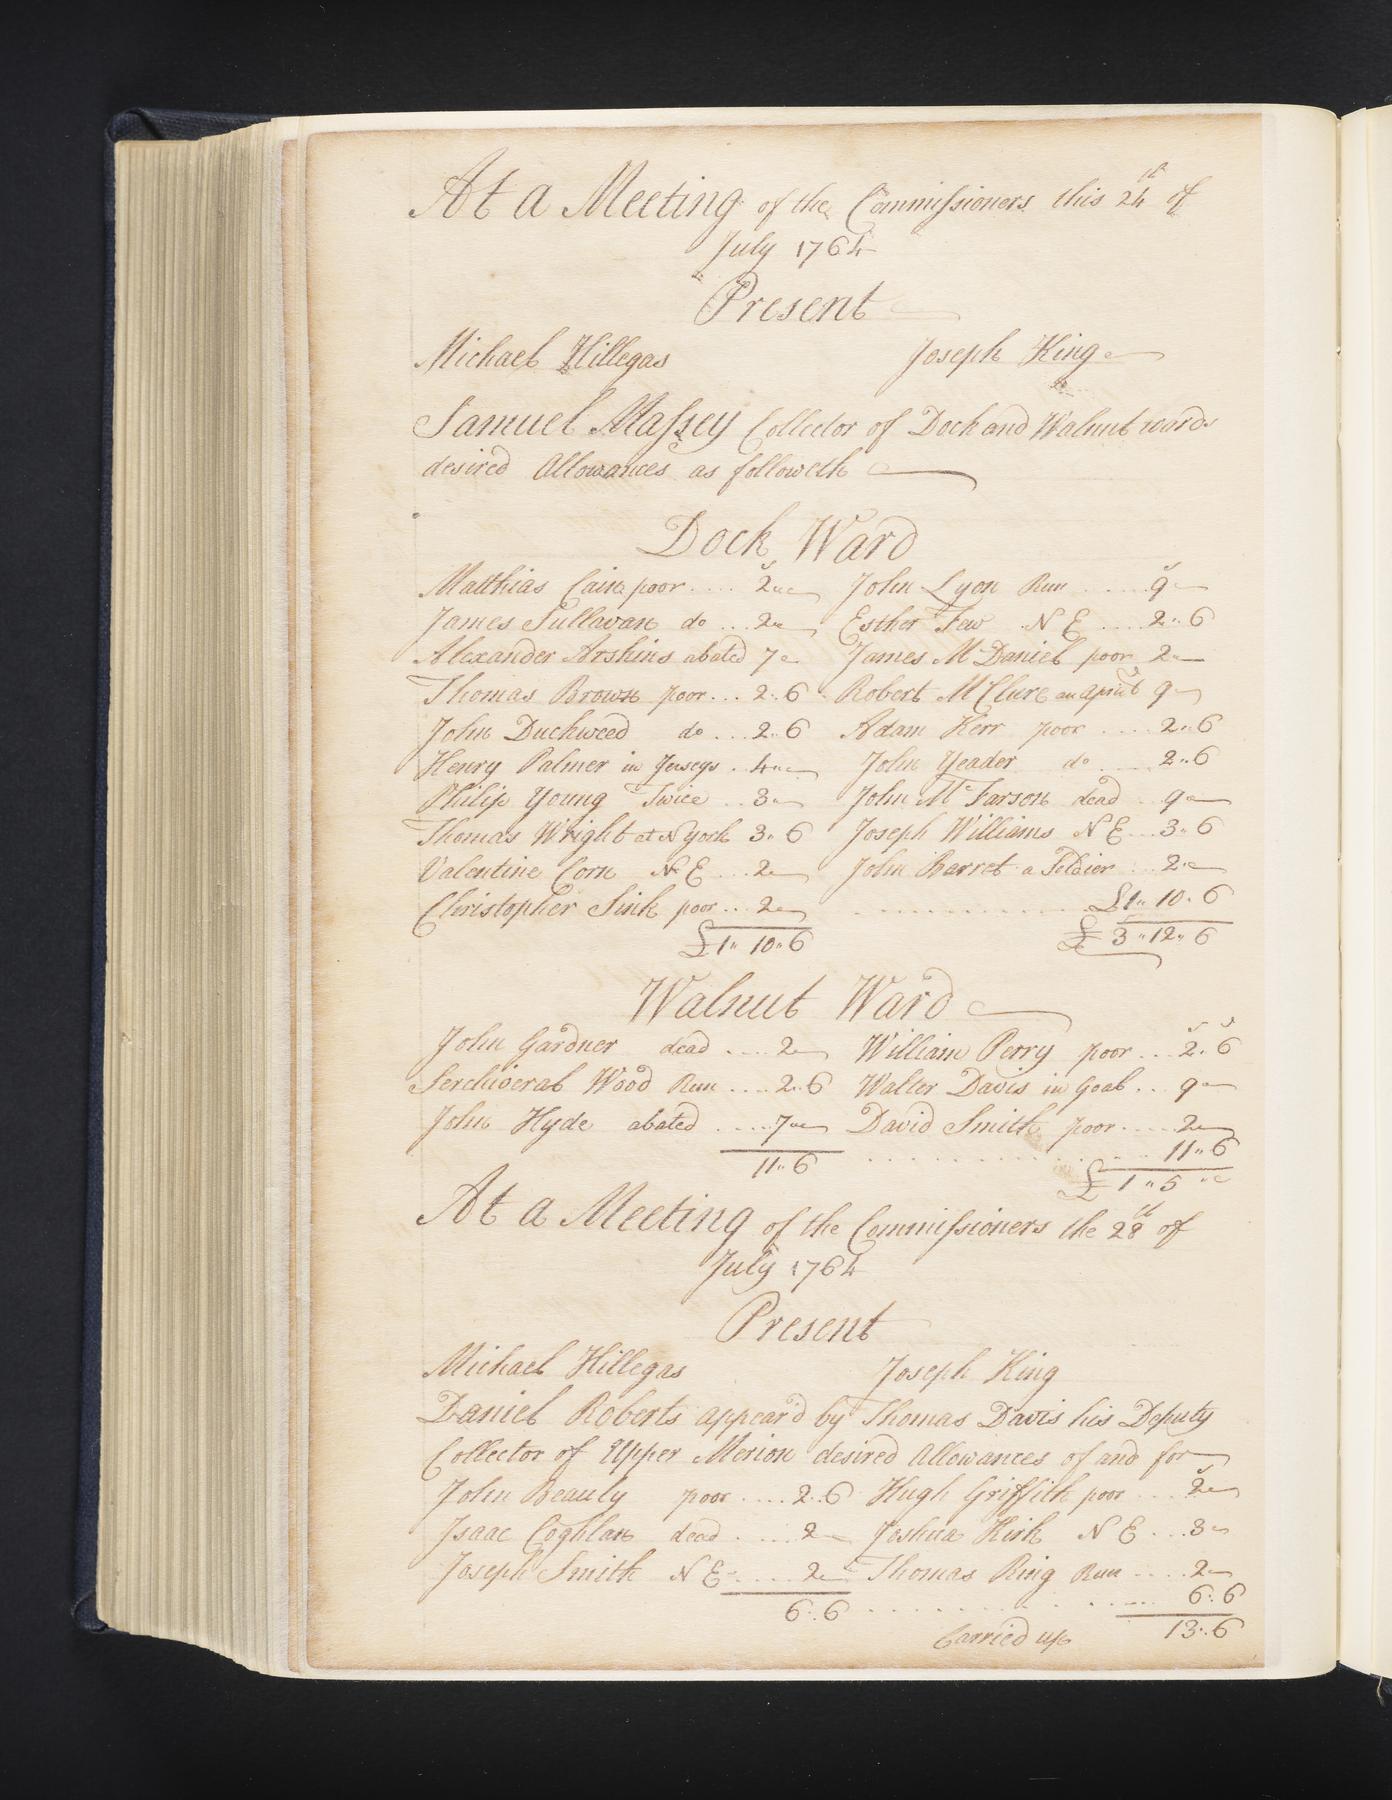 At a Meeting of the Commissioners this 24th of
July 1764
Present
Michael Hillegas Joseph King
Samuel Massey Collector of Dock and Walnut wards
desired Allowances as followeth
Dock Ward
Matthias Cain poor .... 2"" John Lyon Run ...... 9"
James Sullavan do ... 2"" Esther Few N E .... 2"6
Alexander Arskins abated 7" James McDaniel poor 2"
Thomas Brown poor ... 2"6 Robert McClure an aprint 9"
John Duckweed do ... 2"6 Adam Kerr poor .... 2"6
Henry Palmer in Jerseys . 4"" John Yeader do .... 2"6
Philip Young Twice .. 3" John McFarson dead .. 9"
Thomas Wright at N York 3"6 Joseph Williams N E ... 3"6
Valentine Corn N E ... 2" John Barret a Soldier ... 2"
Christopher Sink poor ... 2" £1" 10" 6
£1" 10"6 £3"12"6
Walnut Ward
John Gardner dead .... 2" William Perry poor ... 2"6
Serchiveral Wood Run .... 2"6 Walter Davis in Goal ... 9"
John Hyde abated ..... 7"" David Smith poor ..... 2"
11"6 11"6
£1"5""
At a Meeting of the Commissioners the 28th of
July 1764
Present
Michael Hillegas Joseph King
Daniel Roberts appear'd by Thomas Davis his Deputy
Collector of Upper Merion desired Allowances of and for
John Beauly poor .... 2"6 Hugh Griffith poor .... 2"
Isaac Coghlan dead ..... 2" Joshua Kirk N E ... 3"
Joseph Smith N E ..... 2" Thomas Ring Run .... 2"
6"6 6"6
Carried up 13"6